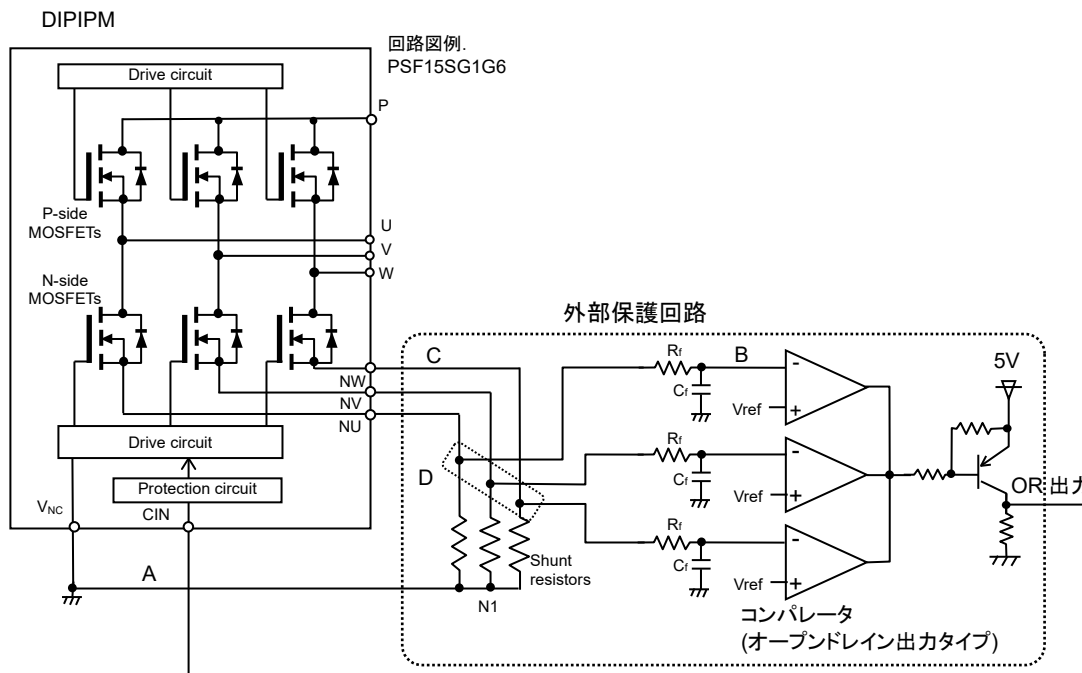 DIPIPM
回路図例.
PSF15SG1G6
Drive circuit
P
P-side
MOSFETs
U
V
W
N-side
MOSFETs
外部保護回路
C
Rf
B
5V
Cf
-
Vref
+
NW
NV
NU
Drive circuit
D
Rf
Cf
-
Vref
+
OR 出力
Protection circuit
VNC
CIN
Rf
Cf
-
Vref
+
A
Shunt
resistors
N1
コンパレータ
(オープンドレイン出力タイプ)